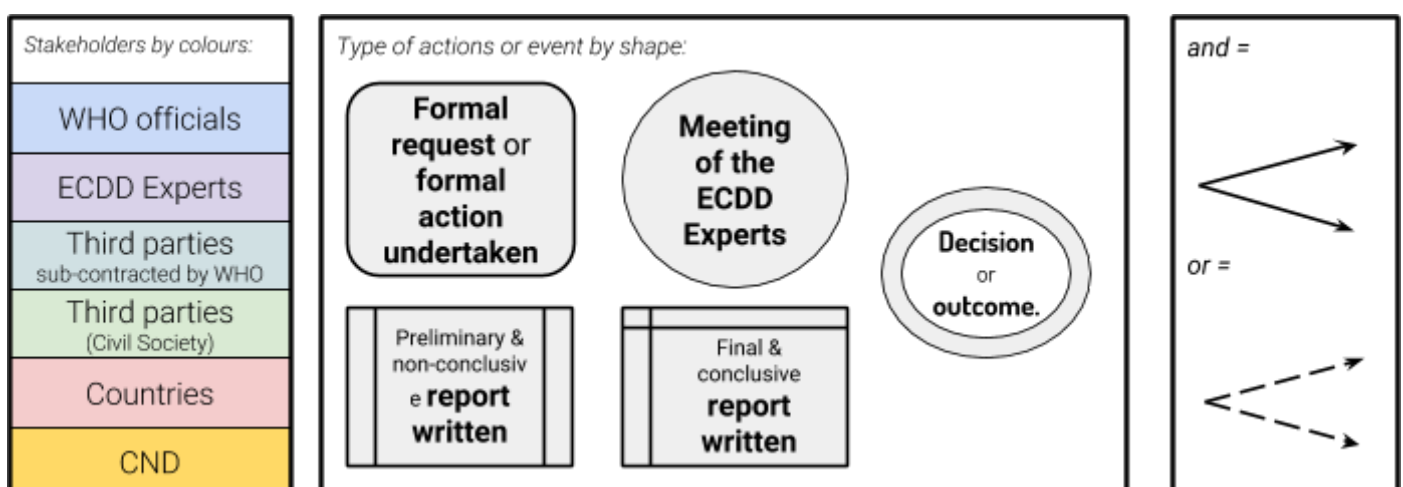 Stakeholders by colours:
WHO officials
ECDD Experts
Third parties
sub-contracted by WHO
Third parties
(Civil Society)
Countries
CND
Type of actions or event by shape:
Formal
request or
formal
action
undertaken
Meeting
of the
ECDD
Experts
Decision
or
outcome.
Preliminary &
non-conclusiv
e report
written
Final &
conclusive
report
written
and =
or =